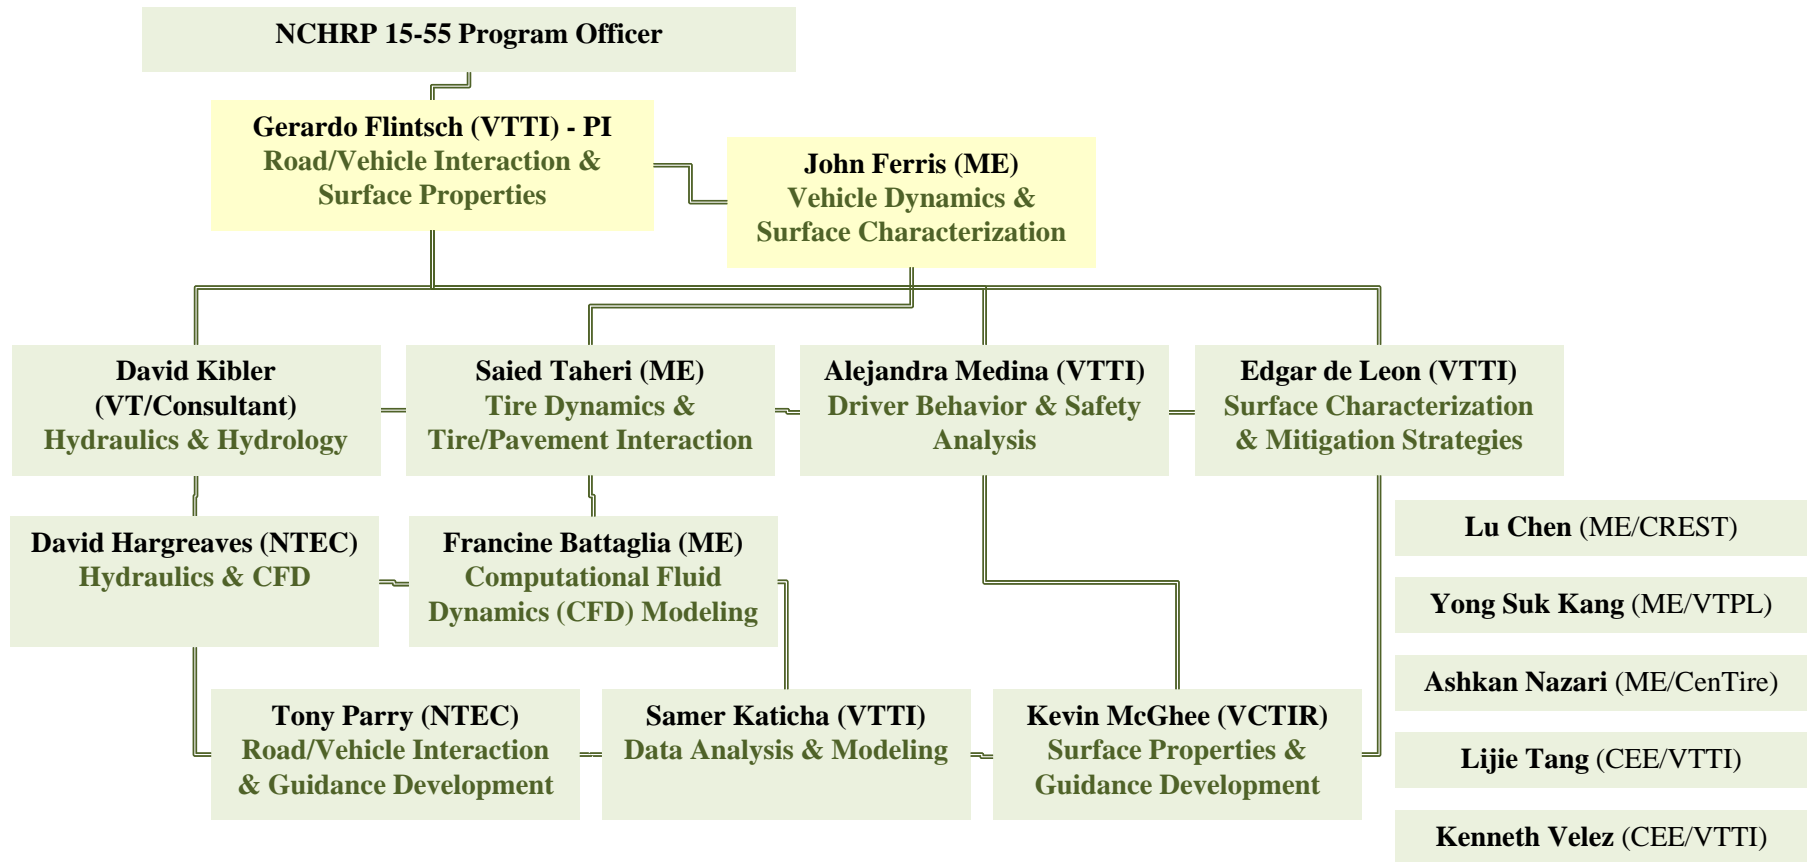 NCHRP 15-55 Program Officer
Gerardo Flintsch (VTTI) - PI
Road/Vehicle Interaction &
Surface Properties
John Ferris (ME)
Vehicle Dynamics &
Surface Characterization
David Kibler
(VT/Consultant)
Hydraulics & Hydrology
Saied Taheri (ME)
Tire Dynamics &
Tire/Pavement Interaction
Alejandra Medina (VTTI)
Driver Behavior & Safety
Analysis
Edgar de Leon (VTTI)
Surface Characterization
& Mitigation Strategies
David Hargreaves (NTEC)
Hydraulics & CFD
Francine Battaglia (ME)
Computational Fluid
Dynamics (CFD) Modeling
Tony Parry (NTEC)
Road/Vehicle Interaction
& Guidance Development
Samer Katicha (VTTI)
Data Analysis & Modeling
Kevin McGhee (VCTIR)
Surface Properties &
Guidance Development
Lu Chen (ME/CREST)
Yong Suk Kang (ME/VTPL)
Ashkan Nazari (ME/CenTire)
Lijie Tang (CEE/VTTI)
Kenneth Velez (CEE/VTTI)